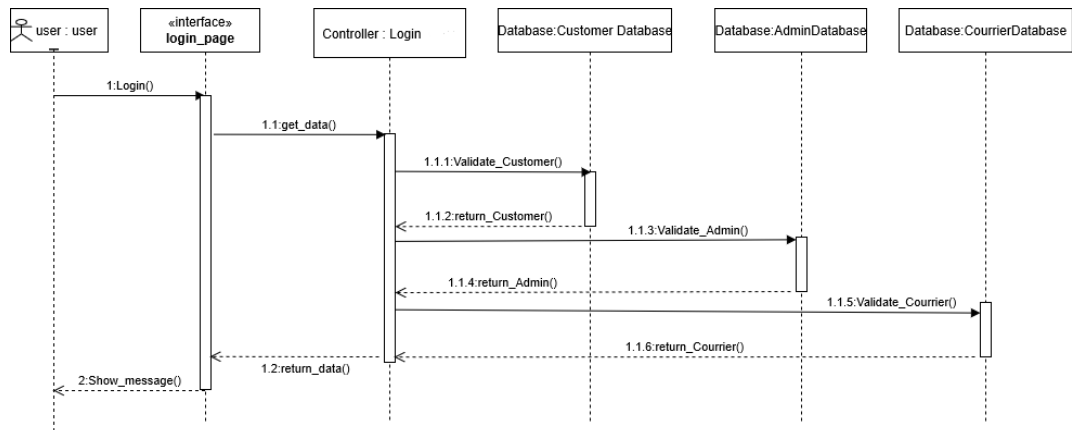 user : user
«interface»
login_page
Controller : Login
Database:Customer Database
Database:AdminDatabase
Database:CourrierDatabase
1:Login()
1.1:get_data()
1.1.1:Validate_Customer()
1.1.2:return_Customer()
1.1.3:Validate_Admin()
1.1.4:return_Admin()
1.1.5:Validate_Courrier()
1.1.6:return_Courrier()
1.2:return_data()
2:Show_message()